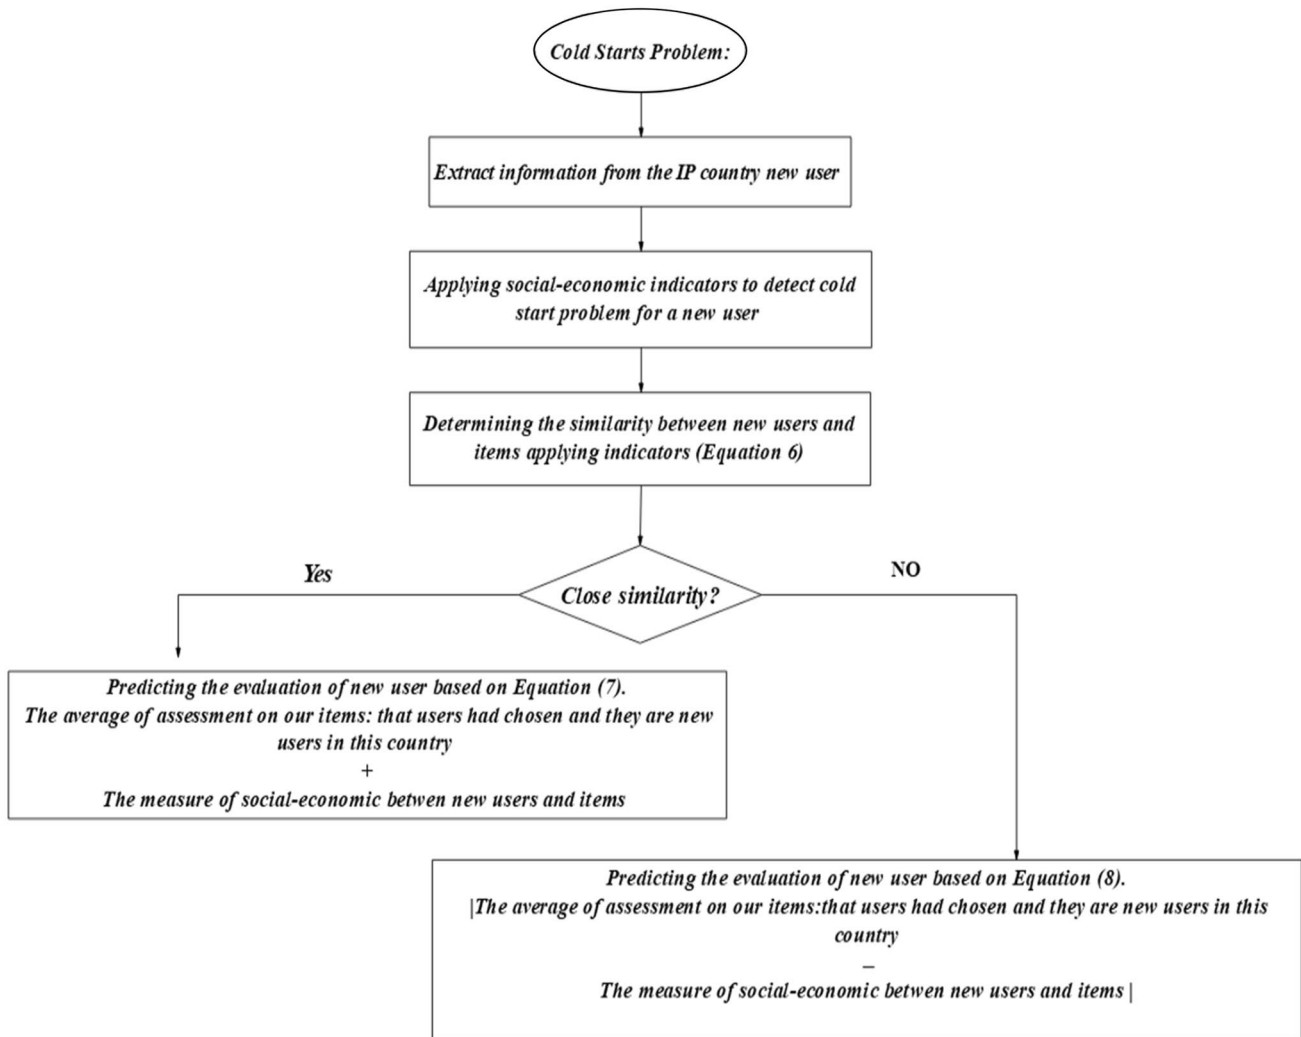 Cold Starts Problem:
Extract information from the IP country new user
Applying social-economic indicators to detect cold
start problem for a new user
Determining the similarity between new users and
items applying indicators (Equation 6)
Close similarity?
Yes
NO
Predicting the evaluation of new user based on Equation (7).
The average of assessment on our items: that users had chosen and they are new
users in this country
+
The measure of social-economic betwen new users and items
Predicting the evaluation of new user based on Equation (8).
|The average of assessment on our items:that users had chosen and they are new users in this
country
–
The measure of social-economic betwen new users and items |